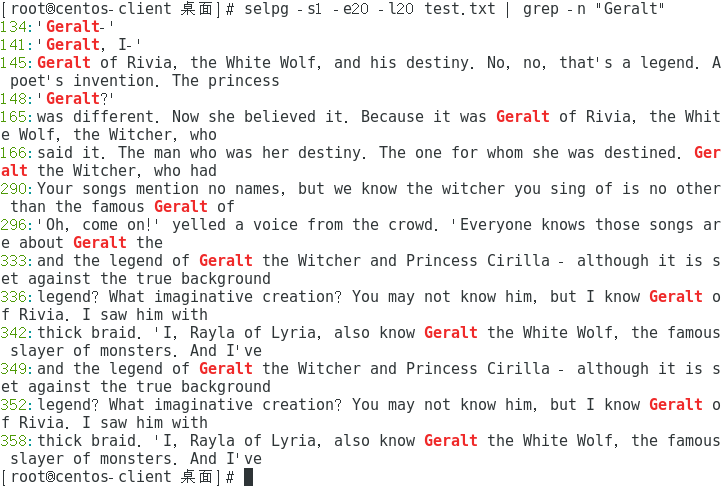 [root@centos-client 桌面]# selpg -s1 -e20 -l20 test.txt | grep -n "Geralt"
134:'Geralt-'
141:'Geralt, I-'
145:Geralt of Rivia, the White Wolf, and his destiny. No, no, that's a legend. A
 poet's invention. The princess
148:'Geralt?'
165:was different. Now she believed it. Because it was Geralt of Rivia, the Whit
e Wolf, the Witcher, who
166:said it. The man who was her destiny. The one for whom she was destined. Ger
alt the Witcher, who had
290:Your songs mention no names, but we know the witcher you sing of is no other
 than the famous Geralt of
296:'Oh, come on!' yelled a voice from the crowd. 'Everyone knows those songs ar
e about Geralt the
333:and the legend of Geralt the Witcher and Princess Cirilla - although it is s
et against the true background
336:legend? What imaginative creation? You may not know him, but I know Geralt o
f Rivia. I saw him with
342:thick braid. 'I, Rayla of Lyria, also know Geralt the White Wolf, the famous
 slayer of monsters. And I've
349:and the legend of Geralt the Witcher and Princess Cirilla - although it is s
et against the true background
352:legend? What imaginative creation? You may not know him, but I know Geralt o
f Rivia. I saw him with
358:thick braid. 'I, Rayla of Lyria, also know Geralt the White Wolf, the famous
 slayer of monsters. And I've
[root@centos-client 桌面]#